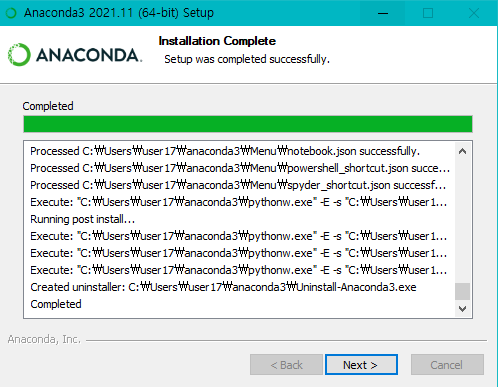 Anaconda3 2021.11 (64-bit) Setup
ANACONDA.
Installation Complete
Setup was completed successfully.
Completed
Processed C:₩Users₩user17₩anaconda3₩Menu₩notebook.json successfully.
Processed C:₩Users₩user17₩anaconda3₩Menu₩powershell_shortcut.json succe...
Processed C:₩Users₩user17₩anaconda3₩Menu₩spyder_shortcut.json successf...
Execute: "C:₩Users₩user17₩anaconda3₩pythonw.exe" -E -s "C:₩Users₩user1...
Running post install...
Execute: "C:₩Users₩user17₩anaconda3₩pythonw.exe" -E -s "C:₩Users₩user1...
Execute: "C:₩Users₩user17₩anaconda3₩pythonw.exe" -E -s "C:₩Users₩user1...
Execute: "C:₩Users₩user17₩anaconda3₩pythonw.exe" -E -s "C:₩Users₩user1...
Created uninstaller: C:₩Users₩user17₩anaconda3₩Uninstall-Anaconda3.exe
Completed
Anaconda, Inc.
< Back Next > Cancel